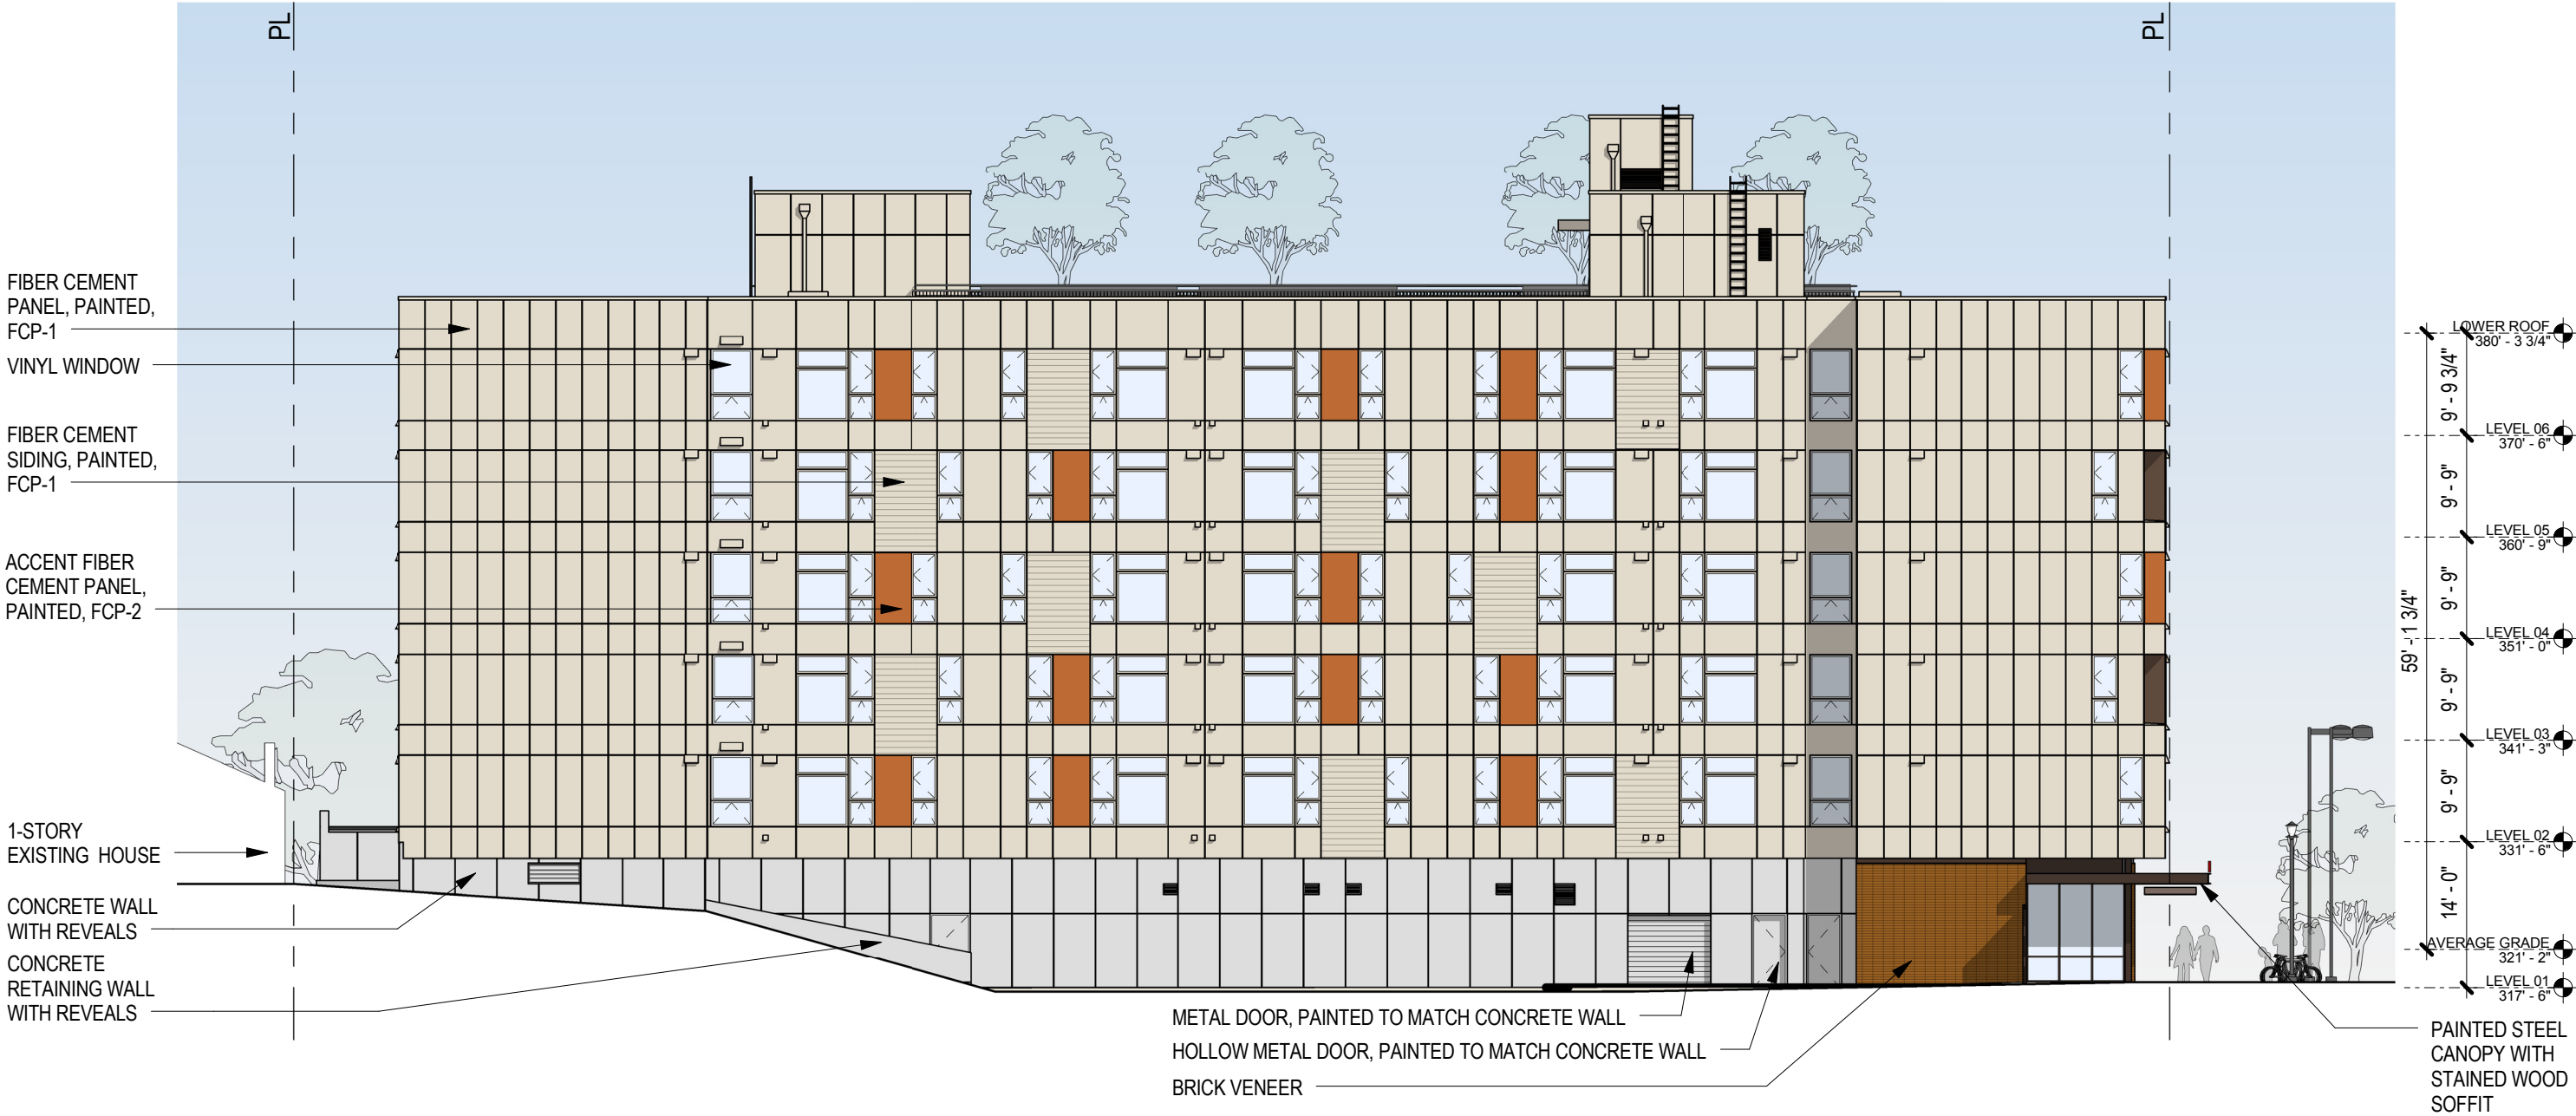 PL
PL
FIBER CEMENT
PANEL, PAINTED,
FCP-1
VINYL WINDOW
FIBER CEMENT
SIDING, PAINTED,
FCP-1
ACCENT FIBER
CEMENT PANEL,
PAINTED, FCP-2
1-STORY
EXISTING HOUSE
CONCRETE WALL
WITH REVEALS
CONCRETE
RETAINING WALL
WITH REVEALS
METAL DOOR, PAINTED TO MATCH CONCRETE WALL
HOLLOW METAL DOOR, PAINTED TO MATCH CONCRETE WALL
BRICK VENEER
LOWER ROOF
380' - 3 3/4"
9' - 9 3/4"
LEVEL 06
370' - 6"
9' - 9"
LEVEL 05
360' - 9"
9' - 9"
59' - 1 3/4"
LEVEL 04
351' - 0"
9' - 9"
LEVEL 03
341' - 3"
9' - 9"
LEVEL 02
331' - 6"
14' - 0"
AVERAGE GRADE
321' - 2"
LEVEL 01
317' - 6"
PAINTED STEEL
CANOPY WITH
STAINED WOOD
SOFFIT